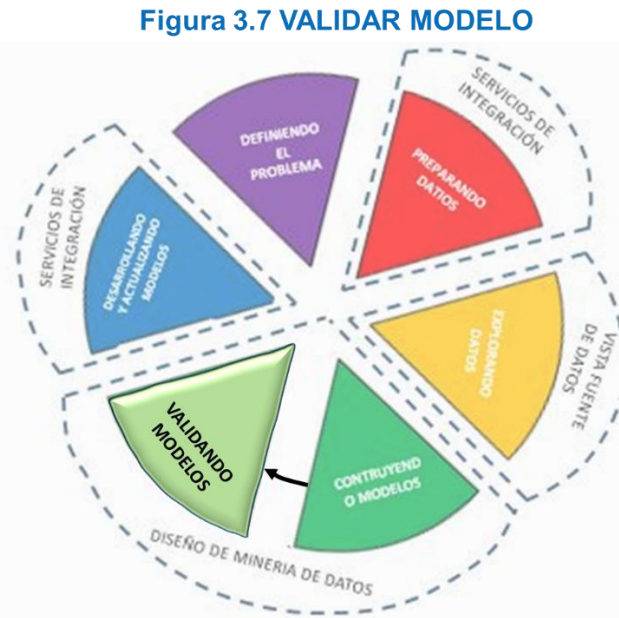 Figura 3.7 VALIDAR MODELO
DEFINIENDO
EL
PROBLEMA
SERVICIOS DE
INTEGRACIÓN
PREPARANDO
DATIOS
EXPLORANDO
DATOS
VISTA FUENTE
DE DATOS
CONTRUYEND
O MODELOS
VALIDANDO
MODELOS
DISEÑO DE MINERIA DE DATOS
DESARROLLANDO
Y ACTUALIZANDO
MODELOS
SERVICIOS DE
INTEGRACIÓN